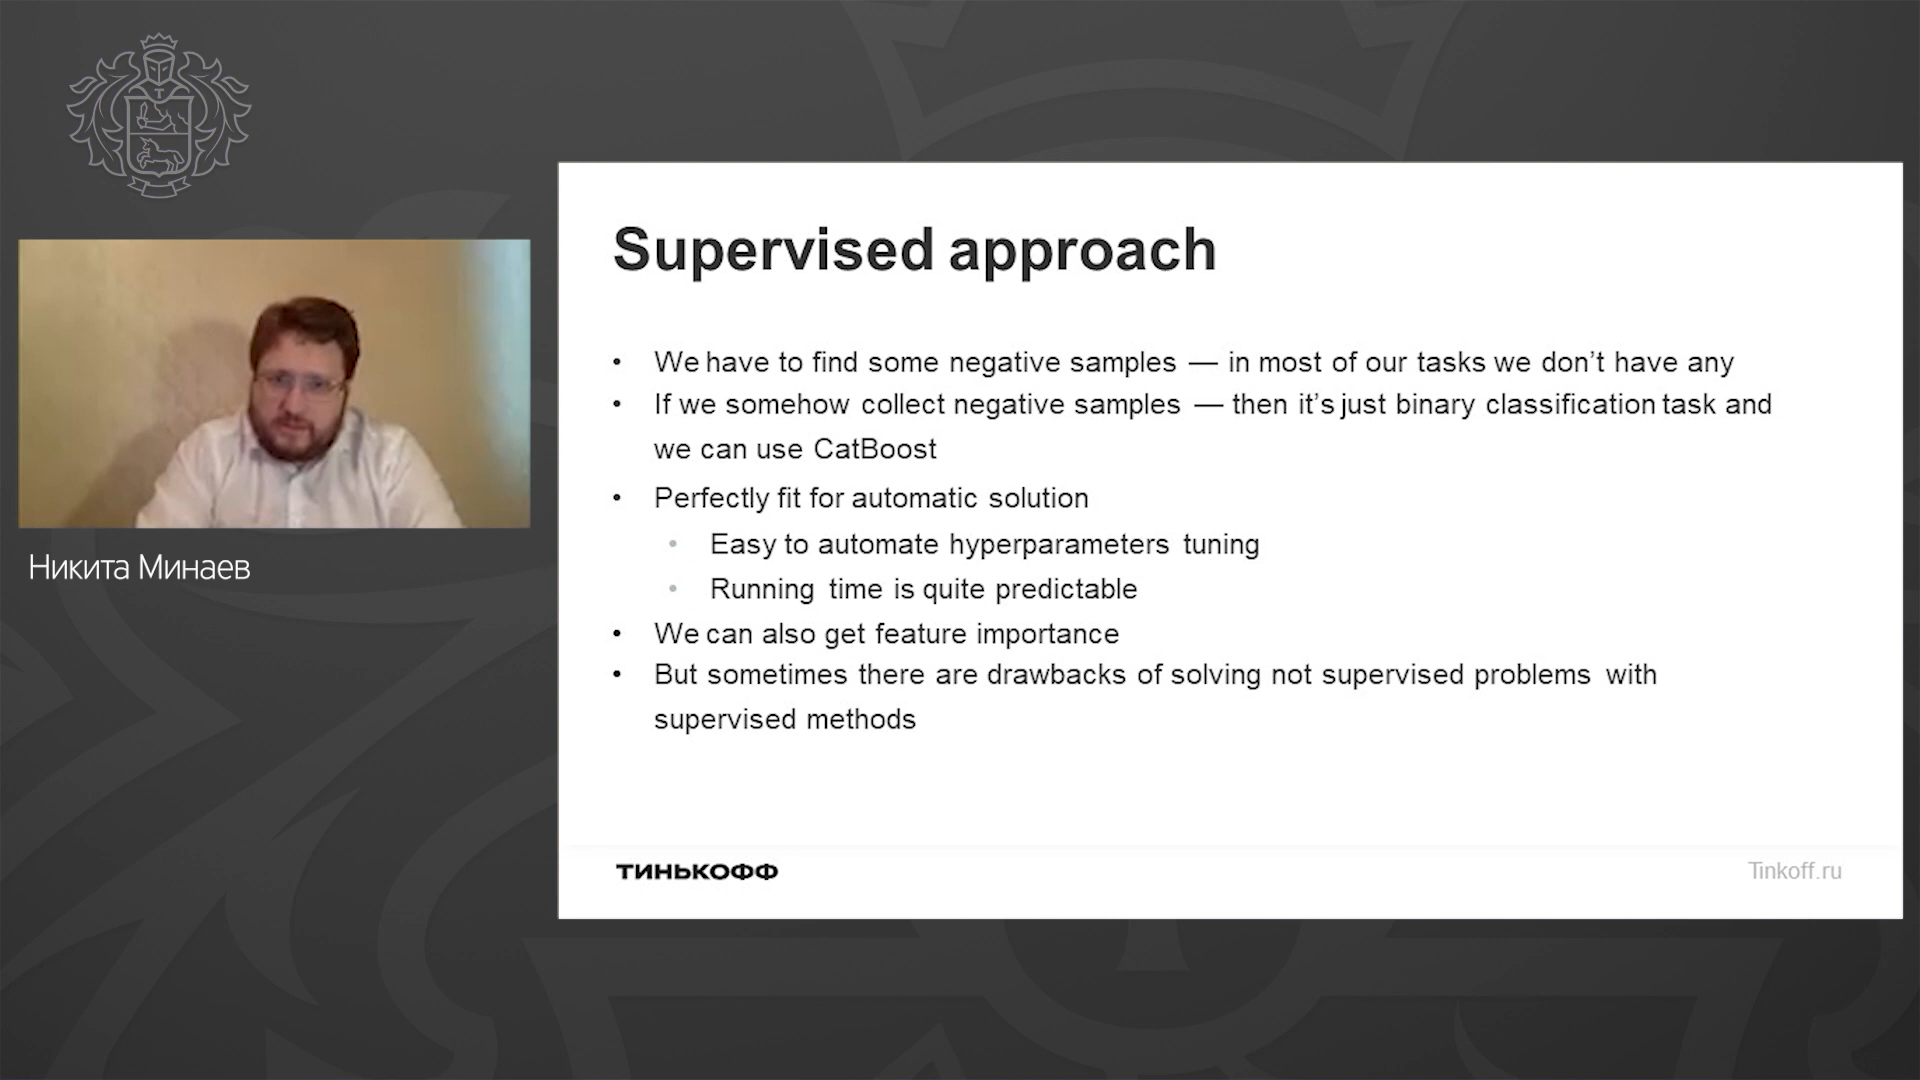 Supervised approach
• We have to find some negative samples — in most of our tasks we don’t have any
• If we somehow collect negative samples — then it’s just binary classification task and
we can use CatBoost
• Perfectly fit for automatic solution
• Easy to automate hyperparameters tuning
• Running time is quite predictable
• We can also get feature importance
• But sometimes there are drawbacks of solving not supervised problems with
supervised methods
Никита Минаев
ТИНЬКОФФ
Tinkoff.ru